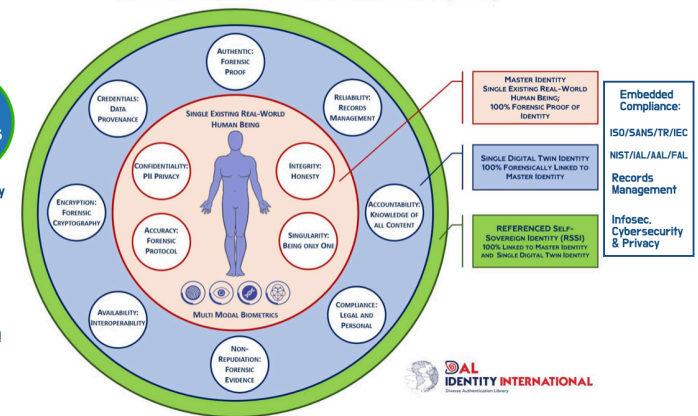 AUTHENTIC:
FORENSIC
PROOF
CREDENTIALS:
DATA
PROVENANCE
RELIABILITY:
RECORDS
MANAGEMENT
SINGLE EXISTING REAL-WORLD
HUMAN BEING
CONFIDENTIALITY:
PII PRIVACY
INTEGRITY:
HONESTY
ENCRYPTION:
FORENSIC
CRYPTOGRAPHY
ACCOUNTABILITY:
KNOWLEDGE OF
ALL CONTENT
ACCURACY:
FORENSIC
PROTOCOL
SINGULARITY:
BEING ONLY ONE
MULTI MODAL BIOMETRICS
AVAILABILITY:
INTEROPERABILITY
COMPLIANCE:
LEGAL AND
PERSONAL
NON-
REPUDIATION:
FORENSIC
EVIDENCE
MASTER IDENTITY
SINGLE EXISTING REAL-WORLD
HUMAN BEING;
100% FORENSIC PROOF OF
IDENTITY
SINGLE DIGITAL TWIN IDENTITY
100% FORENSICALLY LINKED TO
MASTER IDENTITY
REFERENCED SELF-
SOVEREIGN IDENTITY (RSSI)
100% LINKED TO MASTER IDENTITY
AND SINGLE DIGITAL TWIN IDENTITY
Embedded
Compliance:
ISO/SANS/TR/IEC
NIST/IAL/AAL/FAL
Records
Management
Infosec,
Cybersecurity
& Privacy
DAL
IDENTITY INTERNATIONAL
Diverse Authentication Library